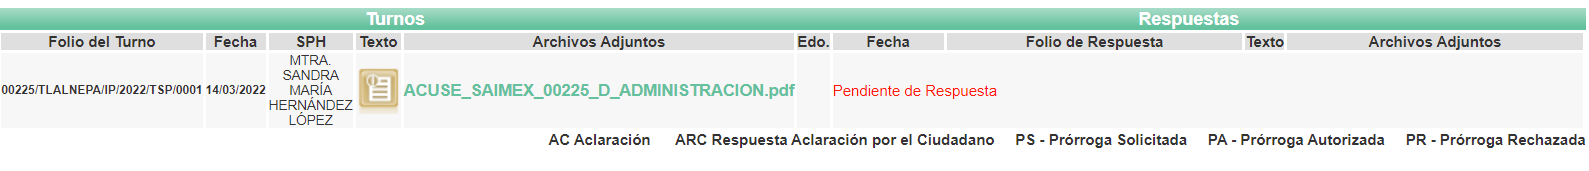 Turnos Respuestas
Folio del Turno Fecha SPH Texto Archivos Adjuntos Edo. Fecha Folio de Respuesta Texto Archivos Adjuntos
00225/TLALNEPA/IP/2022/TSP/0001 14/03/2022 MTRA.
SANDRA
MARÍA
HERNÁNDEZ
LÓPEZ
ACUSE_SAIMEX_00225_D_ADMINISTRACION.pdf Pendiente de Respuesta
AC Aclaración ARC Respuesta Aclaración por el Ciudadano PS - Prórroga Solicitada PA - Prórroga Autorizada PR - Prórroga Rechazada